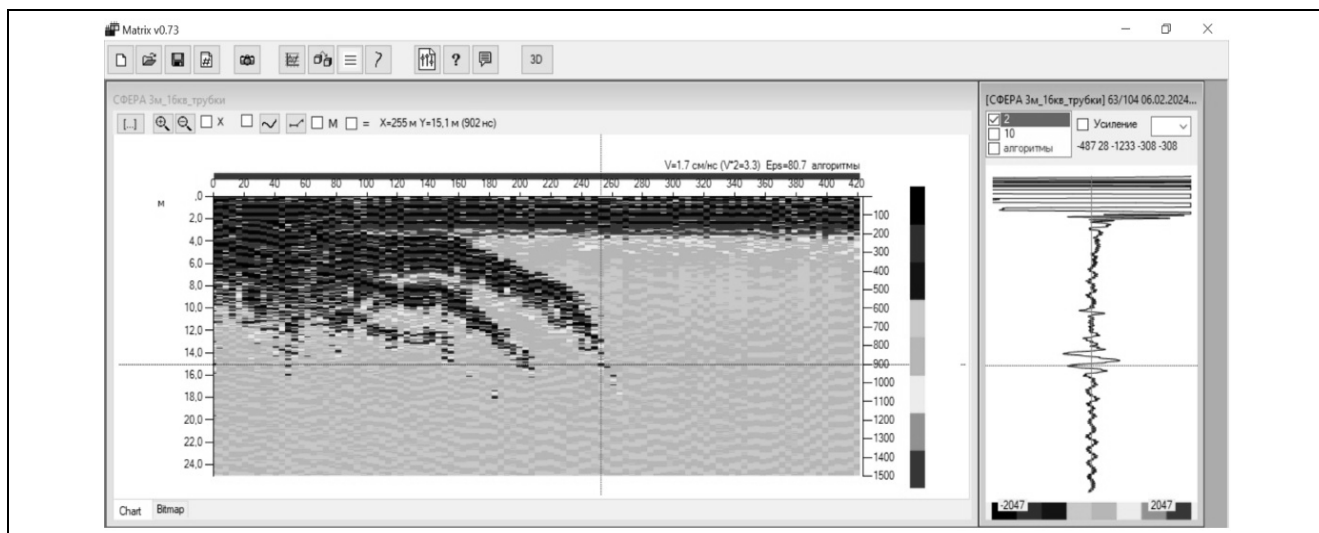 Matrix v0.73
3D
СФЕРА 3м_16кв_трубки
[...] X M = X=255 м Y=15,1 м (902 нс)
V=1.7 см/нс (V*2=3.3) Eps=80.7 алгоритмы
0 20 40 60 80 100 120 140 160 180 200 220 240 260 280 300 320 340 360 380 400 420
м
,0
2,0
4,0
6,0
8,0
10,0
12,0
14,0
16,0
18,0
20,0
22,0
24,0
100
200
300
400
500
600
700
800
900
1000
1100
1200
1300
1400
1500
Chart Bitmap
[СФЕРА 3м_16кв_трубки] 63/104 06.02.2024...
2
10
алгоритмы
Усиление
-487 28 -1233 -308 -308
-2047 2047